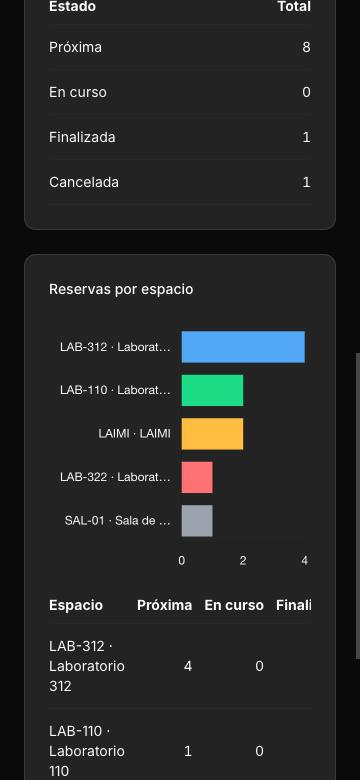 Estado Total
Próxima 8
En curso 0
Finalizada 1
Cancelada 1
Reservas por espacio
LAB-312 · Laborat…
LAB-110 · Laborat…
LAIMI · LAIMI
LAB-322 · Laborat…
SAL-01 · Sala de …
0 2 4
Espacio Próxima En curso Finali
LAB-312 ·
Laboratorio 4 0
312
LAB-110 ·
Laboratorio 1 0
110